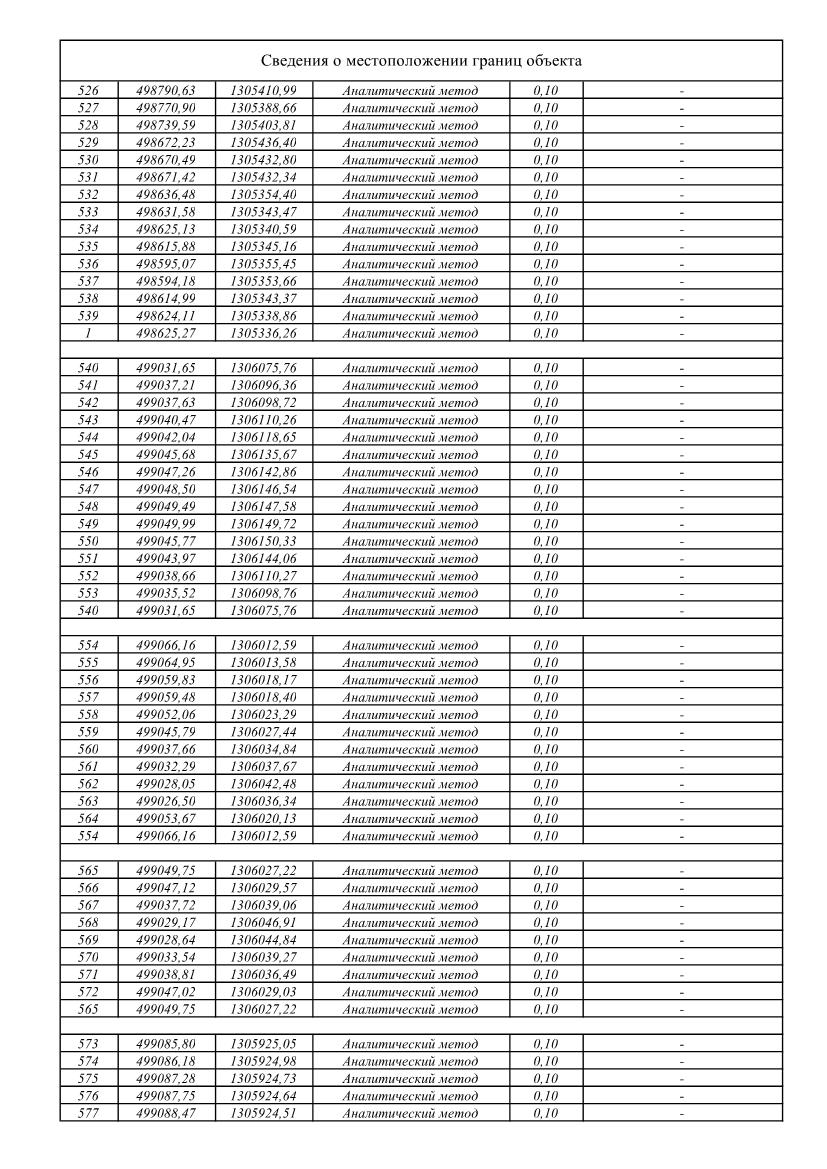 Сведения о местоположении границ объекта
526 498790,63 1305410,99 Аналитический метод 0,10 -
527 498770,90 1305388,66 Аналитический метод 0,10 -
528 498739,59 1305403,81 Аналитический метод 0,10 -
529 498672,23 1305436,40 Аналитический метод 0,10 -
530 498670,49 1305432,80 Аналитический метод 0,10 -
531 498671,42 1305432,34 Аналитический метод 0,10 -
532 498636,48 1305354,40 Аналитический метод 0,10 -
533 498631,58 1305343,47 Аналитический метод 0,10 -
534 498625,13 1305340,59 Аналитический метод 0,10 -
535 498615,88 1305345,16 Аналитический метод 0,10 -
536 498595,07 1305355,45 Аналитический метод 0,10 -
537 498594,18 1305353,66 Аналитический метод 0,10 -
538 498614,99 1305343,37 Аналитический метод 0,10 -
539 498624,11 1305338,86 Аналитический метод 0,10 -
1 498625,27 1305336,26 Аналитический метод 0,10 -
540 499031,65 1306075,76 Аналитический метод 0,10 -
541 499037,21 1306096,36 Аналитический метод 0,10 -
542 499037,63 1306098,72 Аналитический метод 0,10 -
543 499040,47 1306110,26 Аналитический метод 0,10 -
544 499042,04 1306118,65 Аналитический метод 0,10 -
545 499045,68 1306135,67 Аналитический метод 0,10 -
546 499047,26 1306142,86 Аналитический метод 0,10 -
547 499048,50 1306146,54 Аналитический метод 0,10 -
548 499049,49 1306147,58 Аналитический метод 0,10 -
549 499049,99 1306149,72 Аналитический метод 0,10 -
550 499045,77 1306150,33 Аналитический метод 0,10 -
551 499043,97 1306144,06 Аналитический метод 0,10 -
552 499038,66 1306110,27 Аналитический метод 0,10 -
553 499035,52 1306098,76 Аналитический метод 0,10 -
540 499031,65 1306075,76 Аналитический метод 0,10 -
554 499066,16 1306012,59 Аналитический метод 0,10 -
555 499064,95 1306013,58 Аналитический метод 0,10 -
556 499059,83 1306018,17 Аналитический метод 0,10 -
557 499059,48 1306018,40 Аналитический метод 0,10 -
558 499052,06 1306023,29 Аналитический метод 0,10 -
559 499045,79 1306027,44 Аналитический метод 0,10 -
560 499037,66 1306034,84 Аналитический метод 0,10 -
561 499032,29 1306037,67 Аналитический метод 0,10 -
562 499028,05 1306042,48 Аналитический метод 0,10 -
563 499026,50 1306036,34 Аналитический метод 0,10 -
564 499053,67 1306020,13 Аналитический метод 0,10 -
554 499066,16 1306012,59 Аналитический метод 0,10 -
565 499049,75 1306027,22 Аналитический метод 0,10 -
566 499047,12 1306029,57 Аналитический метод 0,10 -
567 499037,72 1306039,06 Аналитический метод 0,10 -
568 499029,17 1306046,91 Аналитический метод 0,10 -
569 499028,64 1306044,84 Аналитический метод 0,10 -
570 499033,54 1306039,27 Аналитический метод 0,10 -
571 499038,81 1306036,49 Аналитический метод 0,10 -
572 499047,02 1306029,03 Аналитический метод 0,10 -
565 499049,75 1306027,22 Аналитический метод 0,10 -
573 499085,80 1305925,05 Аналитический метод 0,10 -
574 499086,18 1305924,98 Аналитический метод 0,10 -
575 499087,28 1305924,73 Аналитический метод 0,10 -
576 499087,75 1305924,64 Аналитический метод 0,10 -
577 499088,47 1305924,51 Аналитический метод 0,10 -